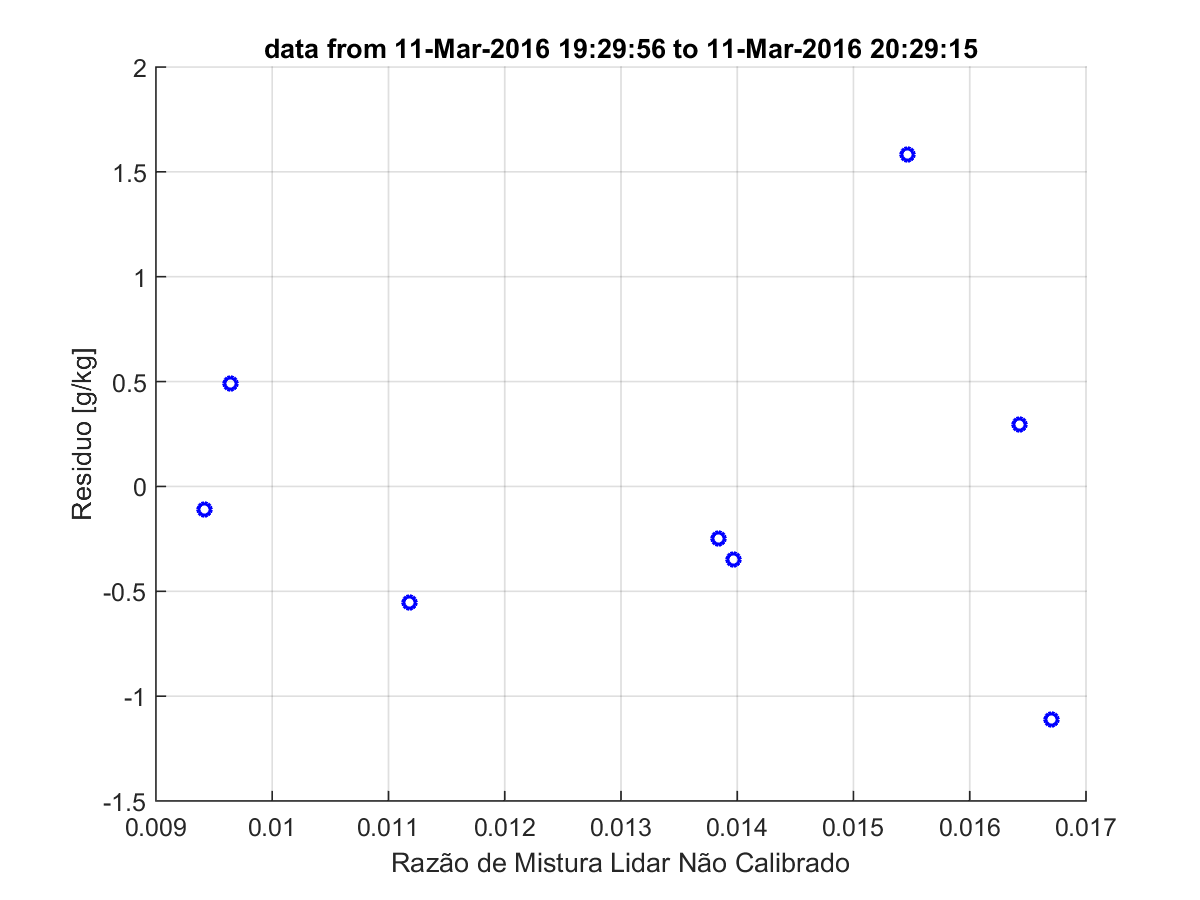 data from 11-Mar-2016 19:29:56 to 11-Mar-2016 20:29:15
2
1.5
1
0.5
0
-0.5
-1
-1.5
Residuo [g/kg]
0.009 0.01 0.011 0.012 0.013 0.014 0.015 0.016 0.017
Razão de Mistura Lidar Não Calibrado